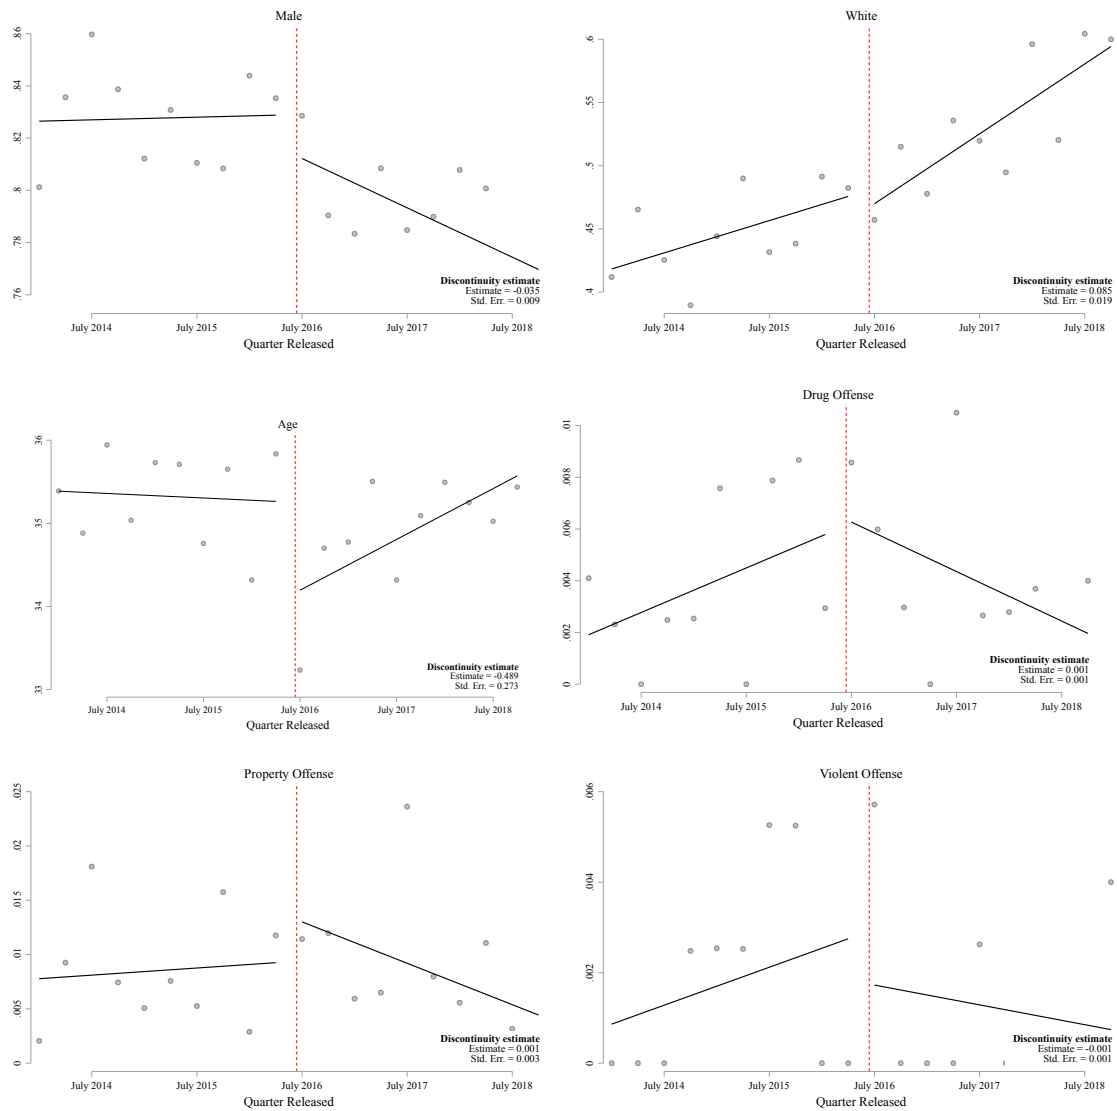 Male
.86
.84
.82
.8
.78
.76
Discontinuity estimate
Estimate = -0.035
Std. Err. = 0.009
July 2014 July 2015 July 2016 July 2017 July 2018
Quarter Released
White
.6
.55
.5
.45
.4
Discontinuity estimate
Estimate = 0.085
Std. Err. = 0.019
July 2014 July 2015 July 2016 July 2017 July 2018
Quarter Released
Age
36
35
34
33
Discontinuity estimate
Estimate = -0.489
Std. Err. = 0.273
July 2014 July 2015 July 2016 July 2017 July 2018
Quarter Released
Drug Offense
.01
.008
.006
.004
.002
0
Discontinuity estimate
Estimate = 0.001
Std. Err. = 0.001
July 2014 July 2015 July 2016 July 2017 July 2018
Quarter Released
Property Offense
.025
.02
.015
.01
.005
0
Discontinuity estimate
Estimate = 0.001
Std. Err. = 0.003
July 2014 July 2015 July 2016 July 2017 July 2018
Quarter Released
Violent Offense
.006
.004
.002
0
Discontinuity estimate
Estimate = -0.001
Std. Err. = 0.001
July 2014 July 2015 July 2016 July 2017 July 2018
Quarter Released